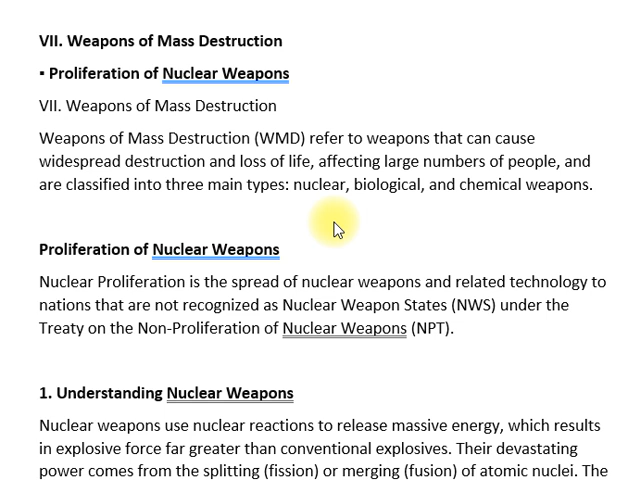 VII. Weapons of Mass Destruction
▪ Proliferation of Nuclear Weapons
VII. Weapons of Mass Destruction
Weapons of Mass Destruction (WMD) refer to weapons that can cause
widespread destruction and loss of life, affecting large numbers of people, and
are classified into three main types: nuclear, biological, and chemical weapons.
Proliferation of Nuclear Weapons
Nuclear Proliferation is the spread of nuclear weapons and related technology to
nations that are not recognized as Nuclear Weapon States (NWS) under the
Treaty on the Non-Proliferation of Nuclear Weapons (NPT).
1. Understanding Nuclear Weapons
Nuclear weapons use nuclear reactions to release massive energy, which results
in explosive force far greater than conventional explosives. Their devastating
power comes from the splitting (fission) or merging (fusion) of atomic nuclei. The